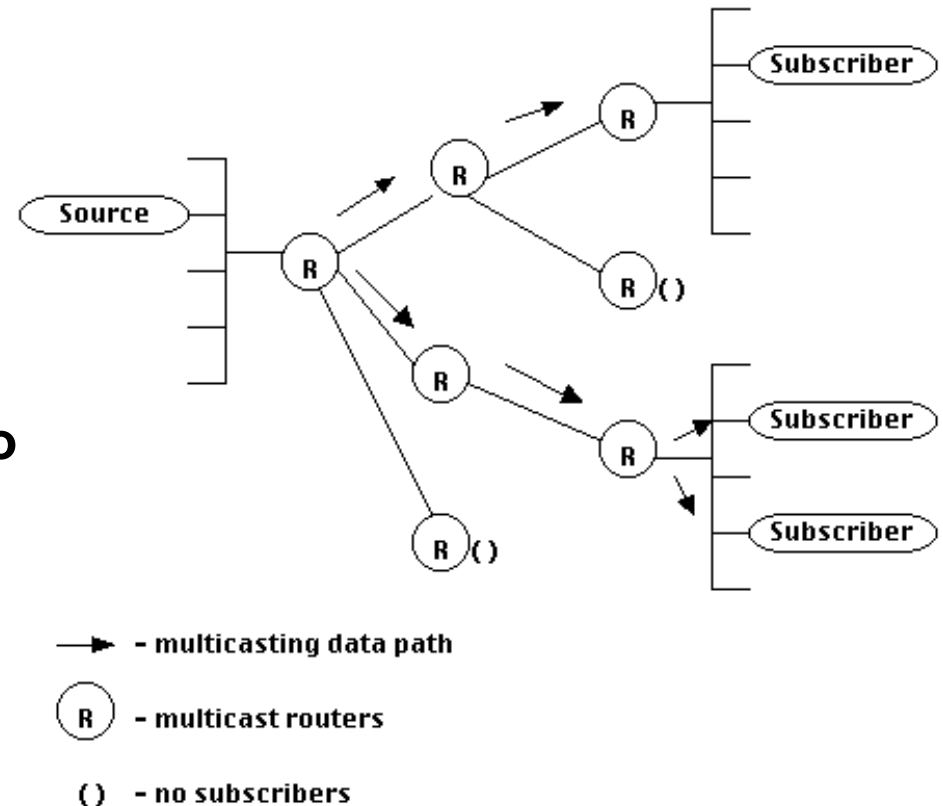 Subscriber
R
R
Source
R
R ( )
R
Subscriber
o
R
Subscriber
R ( )
- multicasting data path
R - multicast routers
( ) - no subscribers